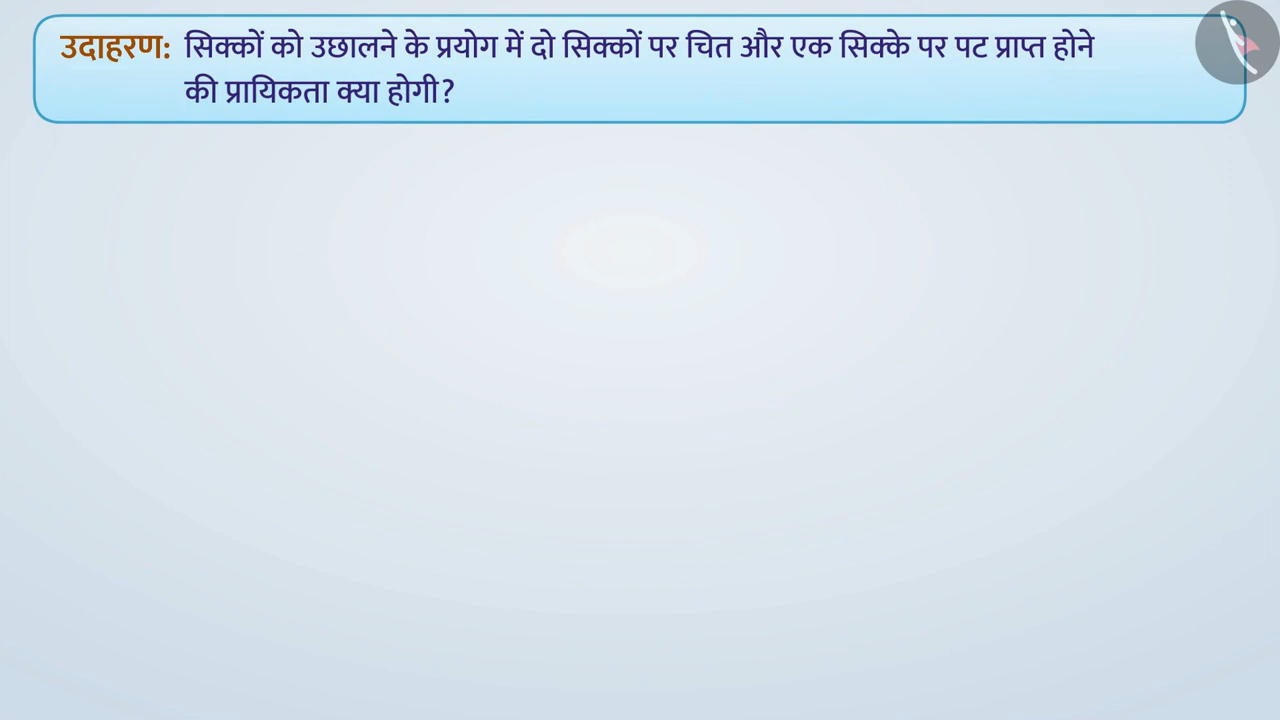 उदाहरण: सिक्कों को उछालने के प्रयोग में दो सिक्कों पर चित और एक सिक्के पर पट प्राप्त होने
की प्रायिकता क्या होगी?